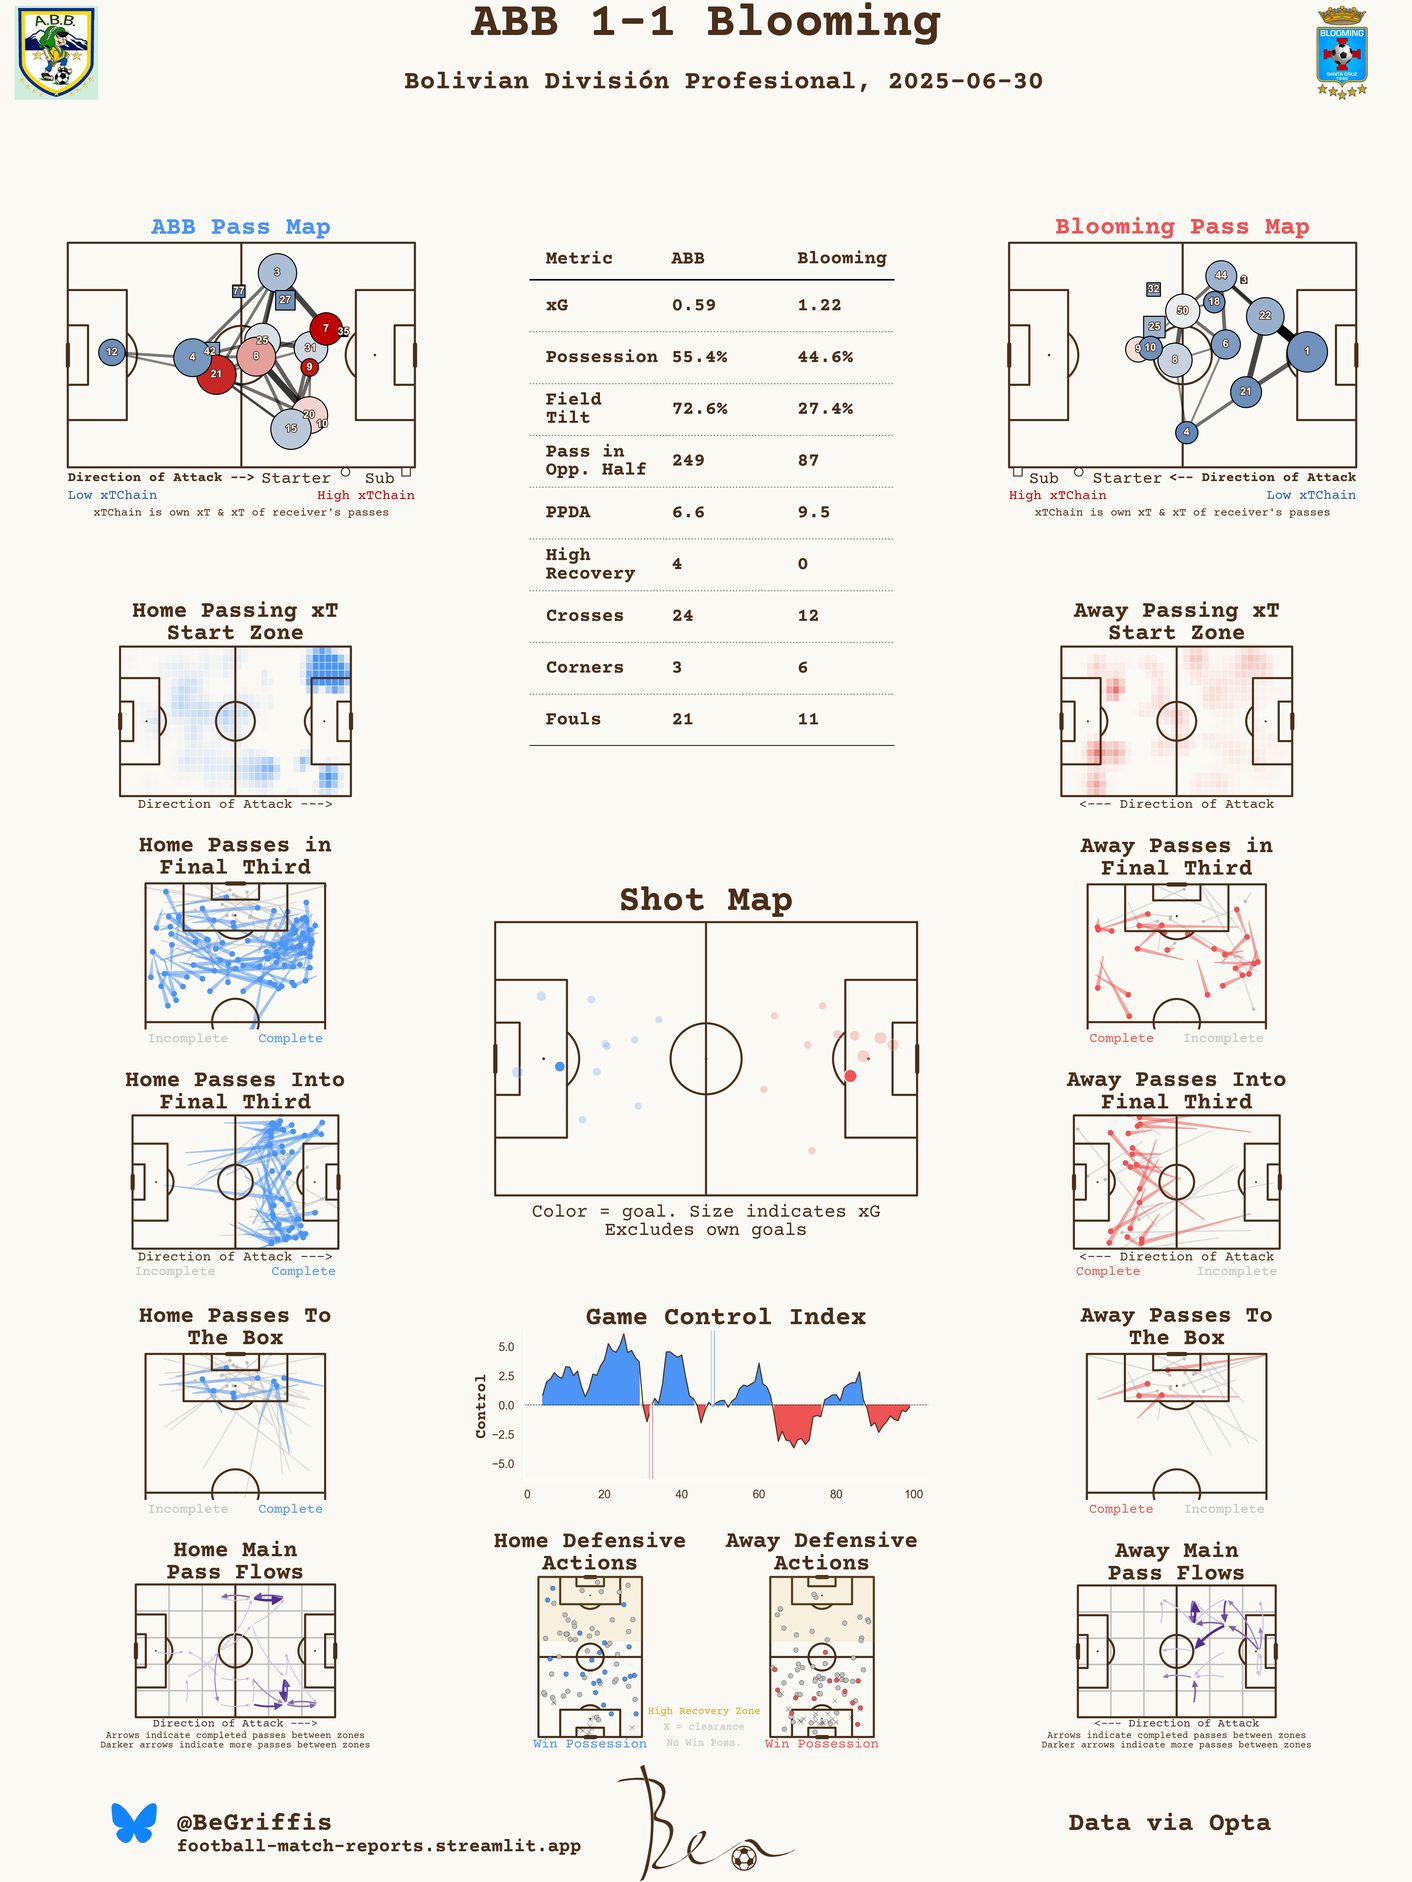 ABB 1-1 Blooming
Bolivian División Profesional, 2025-06-30
A.B.B.
BLOOMING
SANTA CRUZ
1946
ABB Pass Map
3
77
27
7
35
25
31
12
42
4
8
9
21
20
10
15
Direction of Attack --> Starter Sub
Low xTChain High xTChain
xTChain is own xT & xT of receiver's passes
Metric ABB Blooming
xG 0.59 1.22
Possession 55.4% 44.6%
Field
Tilt 72.6% 27.4%
Pass in
Opp. Half 249 87
PPDA 6.6 9.5
High
Recovery 4 0
Crosses 24 12
Corners 3 6
Fouls 21 11
Blooming Pass Map
44
3
32
18
50
22
25
6
9
10
1
8
21
4
Sub Starter <-- Direction of Attack
High xTChain Low xTChain
xTChain is own xT & xT of receiver's passes
Home Passing xT
Start Zone
Direction of Attack --->
Away Passing xT
Start Zone
<--- Direction of Attack
Home Passes in
Final Third
Incomplete Complete
Away Passes in
Final Third
Complete Incomplete
Shot Map
Color = goal. Size indicates xG
Excludes own goals
Home Passes Into
Final Third
Direction of Attack --->
Incomplete Complete
Away Passes Into
Final Third
<--- Direction of Attack
Complete Incomplete
Home Passes To
The Box
Incomplete Complete
Game Control Index
Control
5.0
2.5
0.0
−2.5
−5.0
0 20 40 60 80 100
Away Passes To
The Box
Complete Incomplete
Home Main
Pass Flows
Direction of Attack --->
Arrows indicate completed passes between zones
Darker arrows indicate more passes between zones
Home Defensive
Actions
Win Possession
Away Defensive
Actions
Win Possession
High Recovery Zone
X = clearance
No Win Poss.
Away Main
Pass Flows
<--- Direction of Attack
Arrows indicate completed passes between zones
Darker arrows indicate more passes between zones
@BeGriffis
football-match-reports.streamlit.app
Ben
Data via Opta